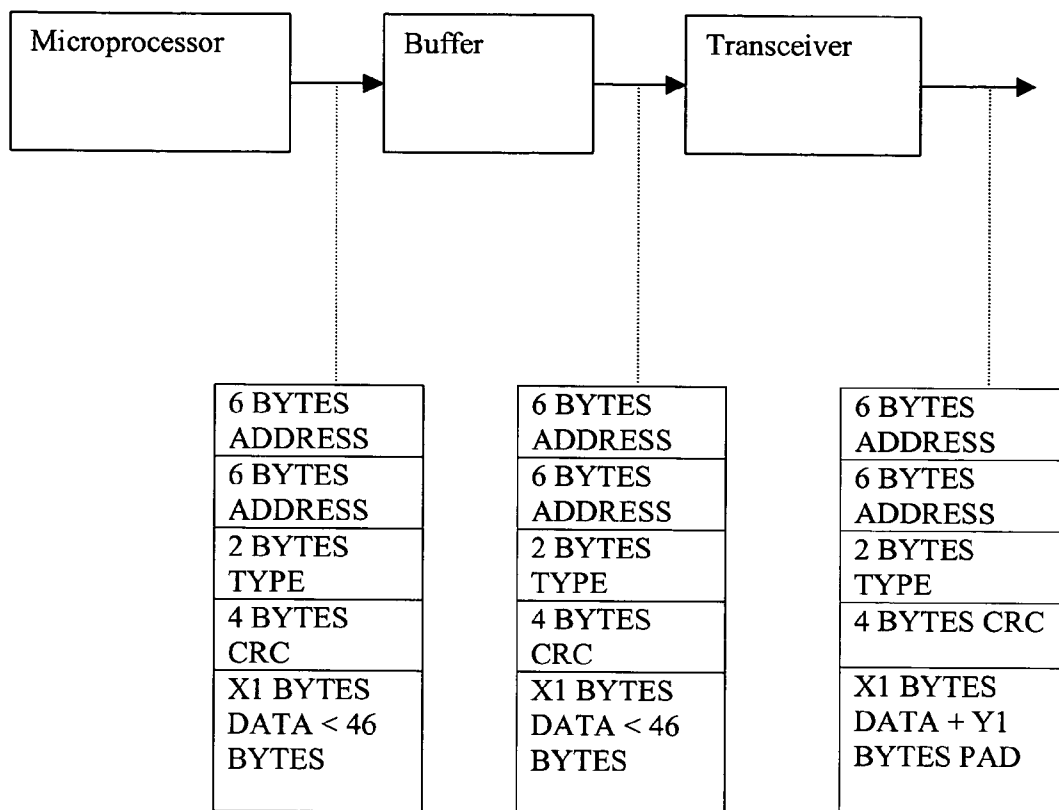 Microprocessor
Buffer
Transceiver
6 BYTES
ADDRESS
6 BYTES
ADDRESS
2 BYTES
TYPE
4 BYTES
CRC
X1 BYTES
DATA < 46
BYTES
6 BYTES
ADDRESS
6 BYTES
ADDRESS
2 BYTES
TYPE
4 BYTES
CRC
X1 BYTES
DATA < 46
BYTES
6 BYTES
ADDRESS
6 BYTES
ADDRESS
2 BYTES
TYPE
4 BYTES CRC
X1 BYTES
DATA + Y1
BYTES PAD